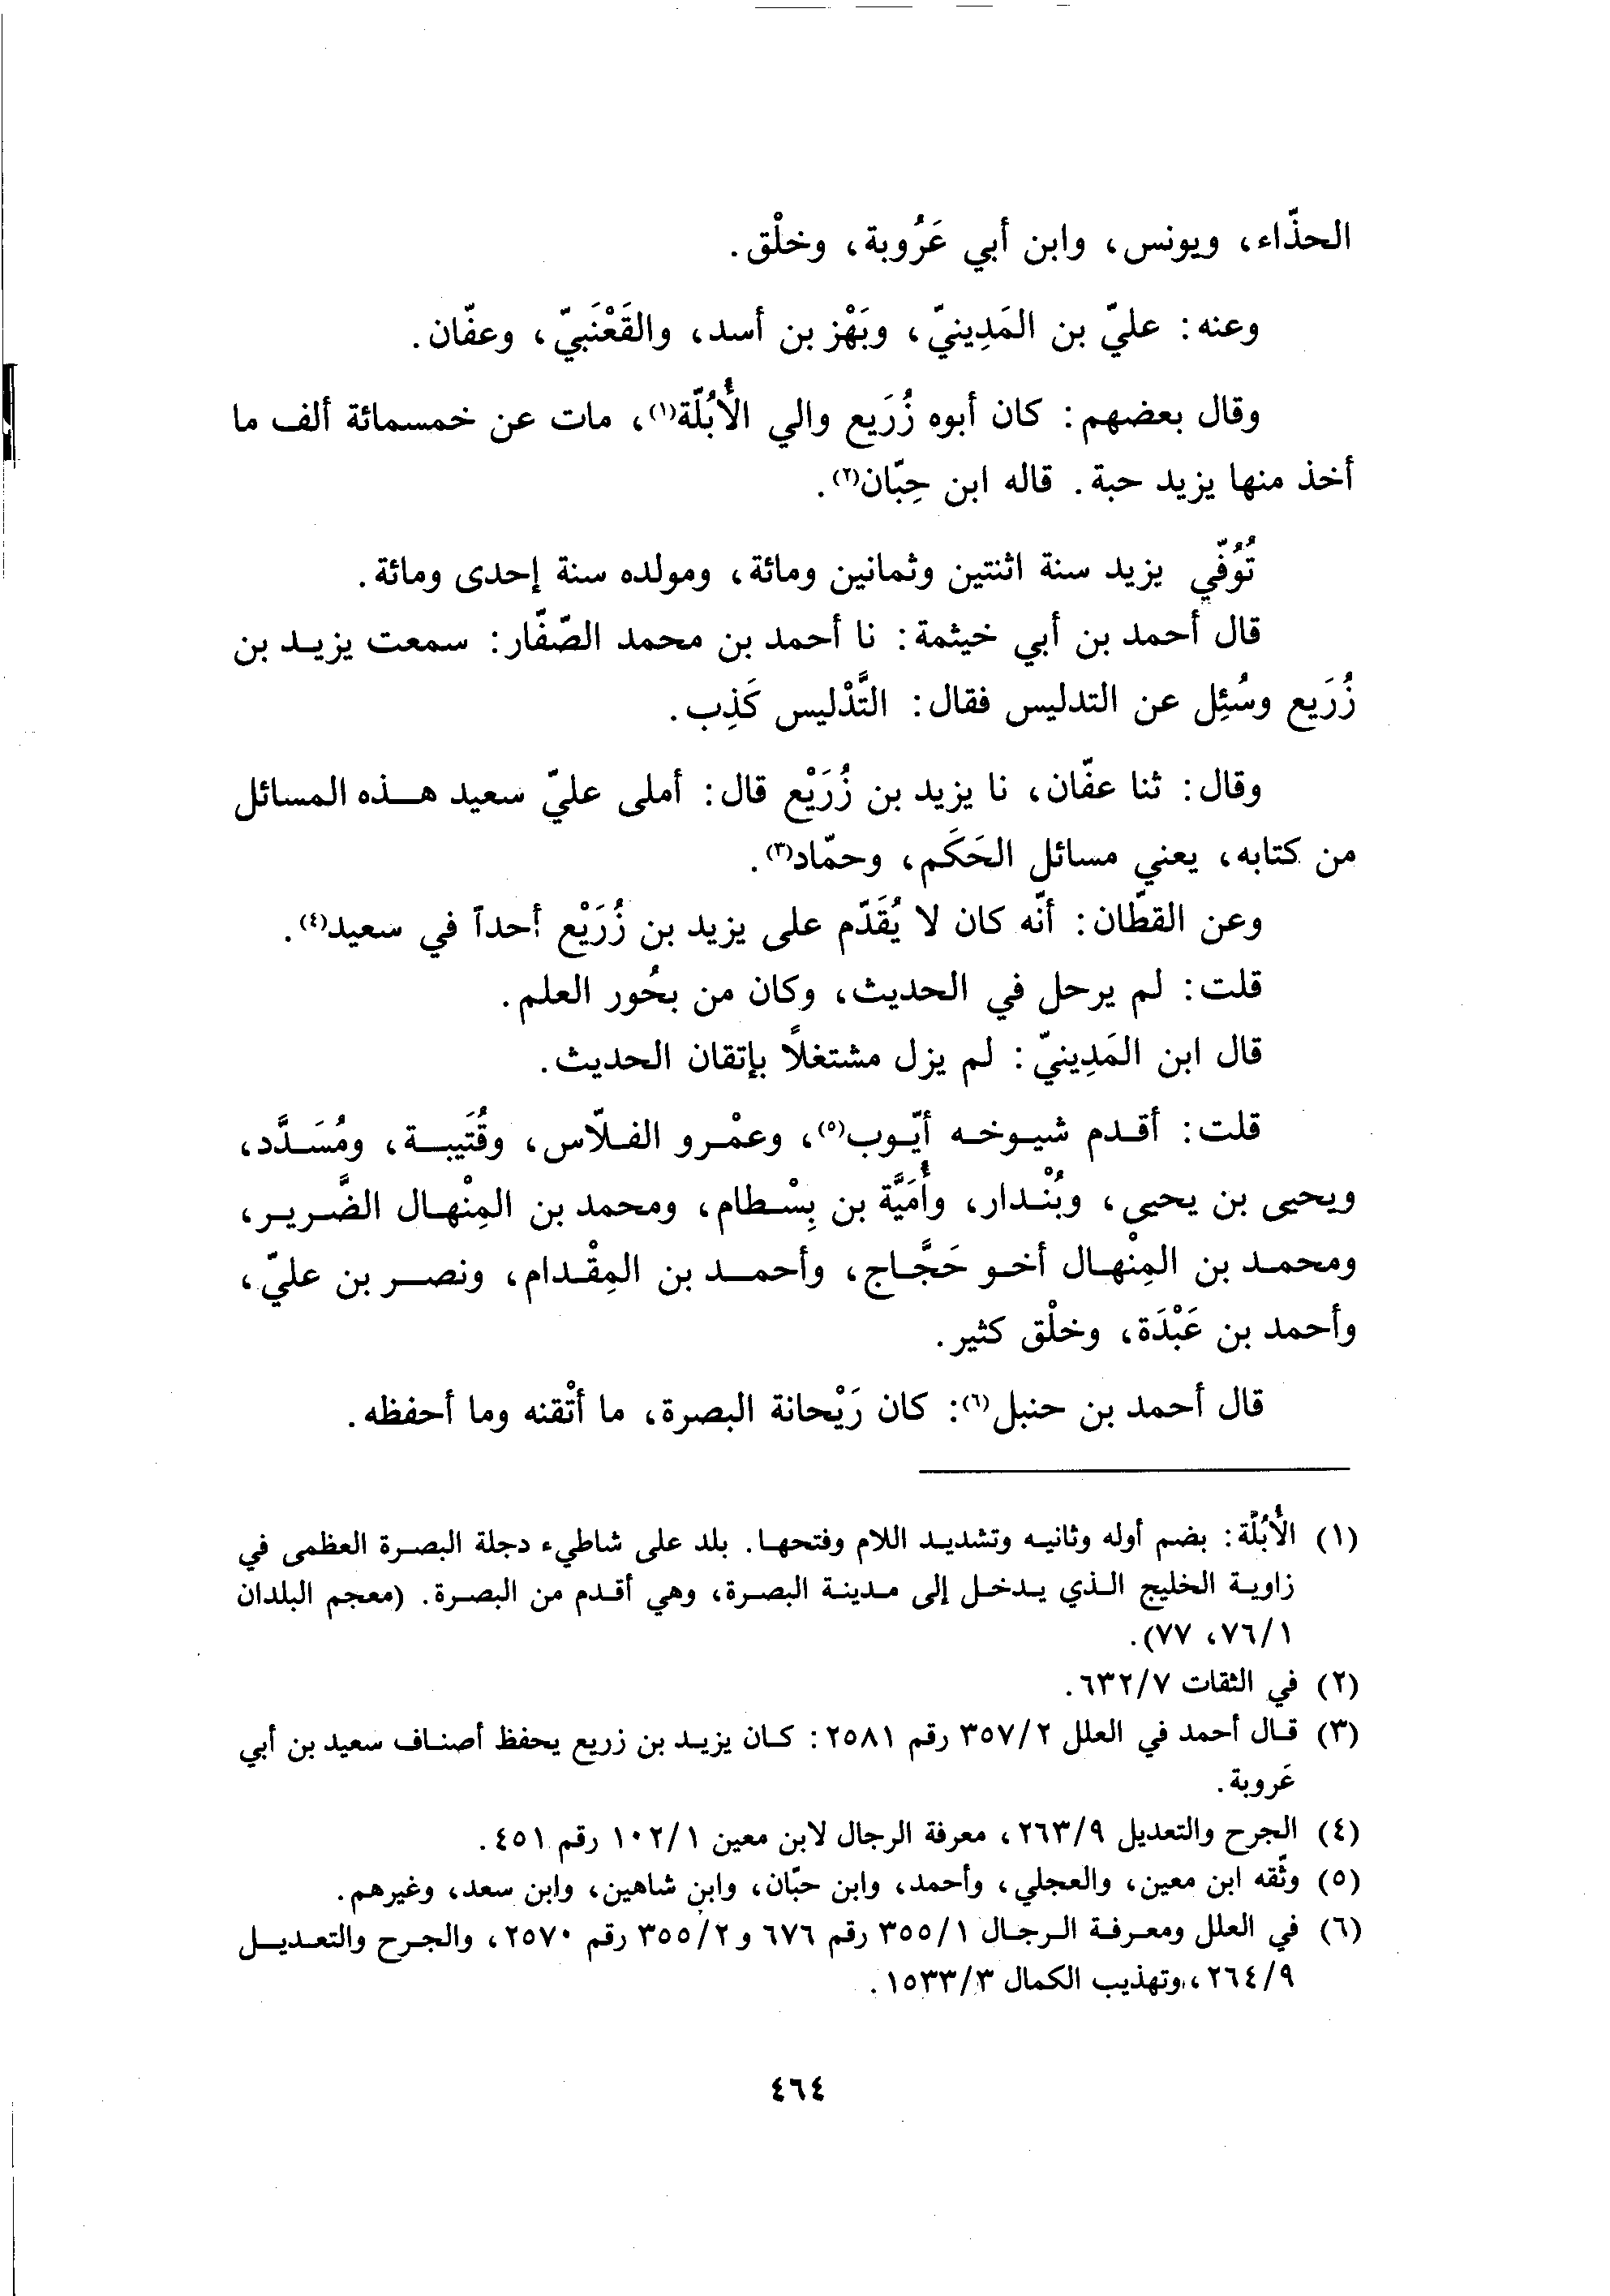 الحذّاء، ويونس، وابن أبي عَرُوبة، وخلْق.
وعنه: عليّ بن المَدِينيّ، وبَهْز بن أسد، والقَعْنَبيّ، وعفّان.
وقال بعضهم: كان أبوه زُرَيع والي الأُبُلّة(١)، مات عن خمسمائة ألف ما
أخذ منها يزيد حبة. قاله ابن حِبّان(٢).
تُوُفّي يزيد سنة اثنتين وثمانين ومائة، ومولده سنة إحدى ومائة.
قال أحمد بن أبي خيثمة: نا أحمد بن محمد الصّفّار: سمعت يزيد بن
زُرَيع وسُئِل عن التدليس فقال: التَّدْليس كَذِب.
وقال: ثنا عفّان، نا يزيد بن زُرَيْع قال: أملى عليّ سعيد هذه المسائل
من كتابه، يعني مسائل الحَكَم، وحمّاد(٣).
وعن القطّان: أنّه كان لا يُقَدّم على يزيد بن زُرَيْع أحداً في سعيد(٤).
قلت: لم يرحل في الحديث، وكان من بحُور العلم.
قال ابن المَدِينيّ: لم يزل مشتغلاً بإتقان الحديث.
قلت: أقدم شيوخه أيّوب(٥)، وعمْرو الفلاّس، وقُتَيبة، ومُسَدَّد،
ويحيى بن يحيى، وبُنْدار، وأُمَيَّة بن بِسْطام، ومحمد بن المِنْهال الضَّرير،
ومحمد بن المِنْهال أخو حَجَّاج، وأحمد بن المِقْدام، ونصر بن عليّ،
وأحمد بن عَبْدَة، وخلْق كثير.
قال أحمد بن حنبل(٦): كان رَيْحانة البصرة، ما أتْقنه وما أحفظه.
(١) الأُبُلّة: بضم أوله وثانيه وتشديد اللام وفتحها. بلد على شاطيء دجلة البصرة العظمى في
زاوية الخليج الذي يدخل إلى مدينة البصرة، وهي أقدم من البصرة. (معجم البلدان
٧٦/١، ٧٧).
(٢) في الثقات ٦٣٢/٧.
(٣) قال أحمد في العلل ٣٥٧/٢ رقم ٢٥٨١: كان يزيد بن زريع يحفظ أصناف سعيد بن أبي
عَروبة.
(٤) الجرح والتعديل ٢٦٣/٩، معرفة الرجال لابن معين ١٠٢/١ رقم ٤٥١.
(٥) وثّقه ابن معين، والعجلي، وأحمد، وابن حبّان، وابن شاهين، وابن سعد، وغيرهم.
(٦) في العلل ومعرفة الرجال ٣٥٥/١ رقم ٦٧٦ و ٣٥٥/٢ رقم ٢٥٧٠، والجرح والتعديل
٢٦٤/٩، وتهذيب الكمال ١٥٣٣/٣.
٤٦٤